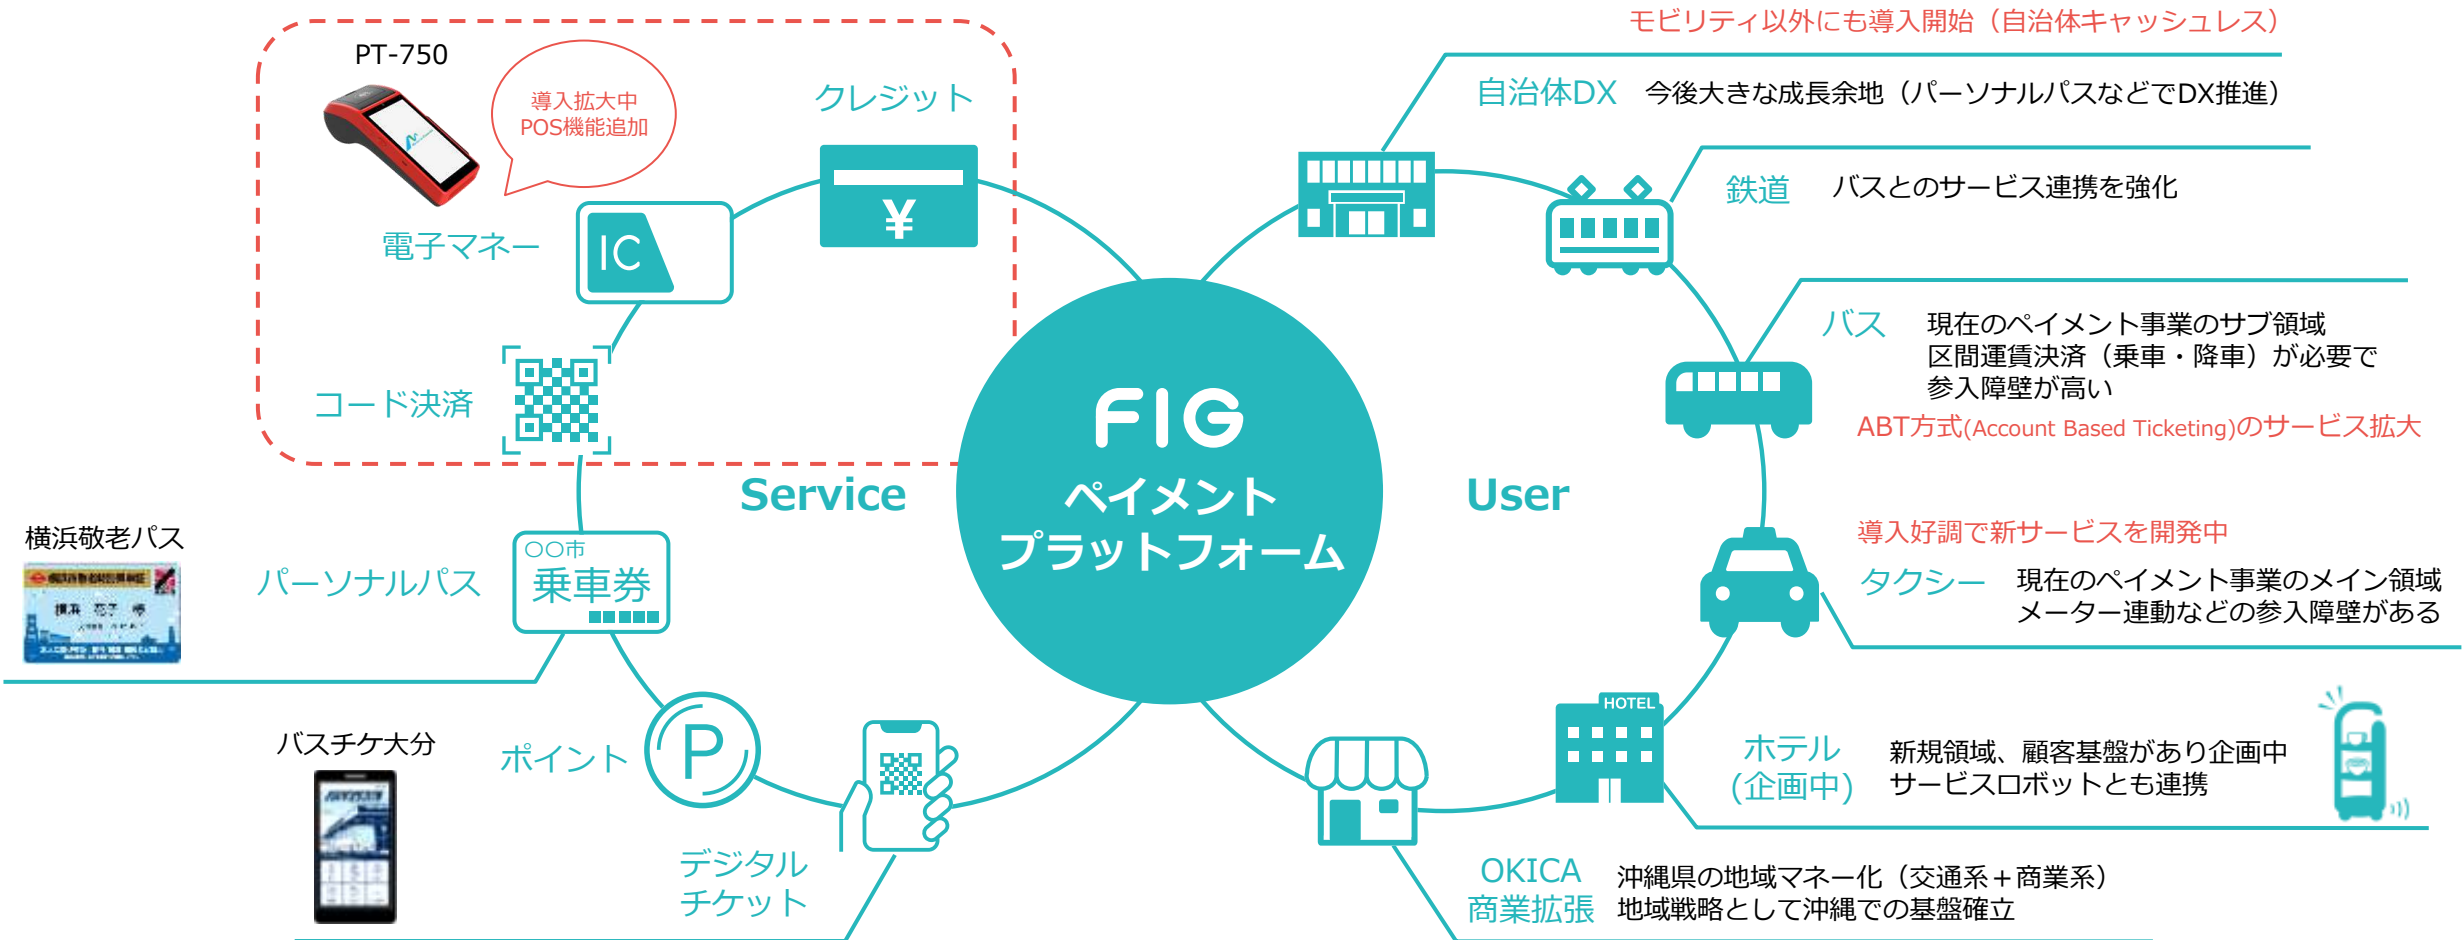 PT-750
導入拡大中
POS機能追加
クレジット
電子マネー
IC
¥
コード決済
Service
横浜敬老パス
パーソナルパス
〇〇市
乗車券
バスチケ大分
ポイント
P
デジタル
チケット
FIG
ペイメント
プラットフォーム
User
モビリティ以外にも導入開始（自治体キャッシュレス）
自治体DX 今後大きな成長余地（パーソナルパスなどでDX推進）
鉄道 バスとのサービス連携を強化
バス 現在のペイメント事業のサブ領域
区間運賃決済（乗車・降車）が必要で
参入障壁が高い
ABT方式(Account Based Ticketing)のサービス拡大
導入好調で新サービスを開発中
タクシー 現在のペイメント事業のメイン領域
メーター連動などの参入障壁がある
HOTEL
ホテル 新規領域、顧客基盤があり企画中
(企画中) サービスロボットとも連携
OKICA 沖縄県の地域マネー化（交通系＋商業系）
商業拡張 地域戦略として沖縄での基盤確立